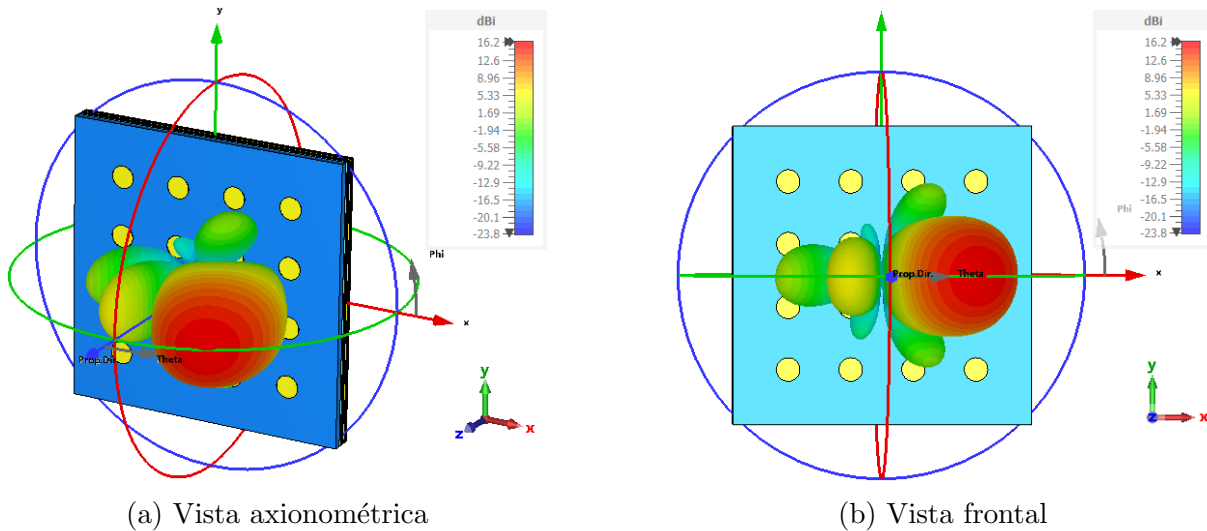 y
dBi
16.2
12.6
8.96
5.33
1.69
-1.94
-5.58
-9.22
-12.9
-16.5
-20.1
-23.8
Phi
x
Prop.Dir.
Theta
y
z
x
(a) Vista axionométrica
dBi
16.2
12.6
8.96
5.33
1.69
-1.94
-5.58
-9.22
-12.9
-16.5
-20.1
-23.8
Phi
Prop.Dir.
Theta
x
y
z
x
(b) Vista frontal